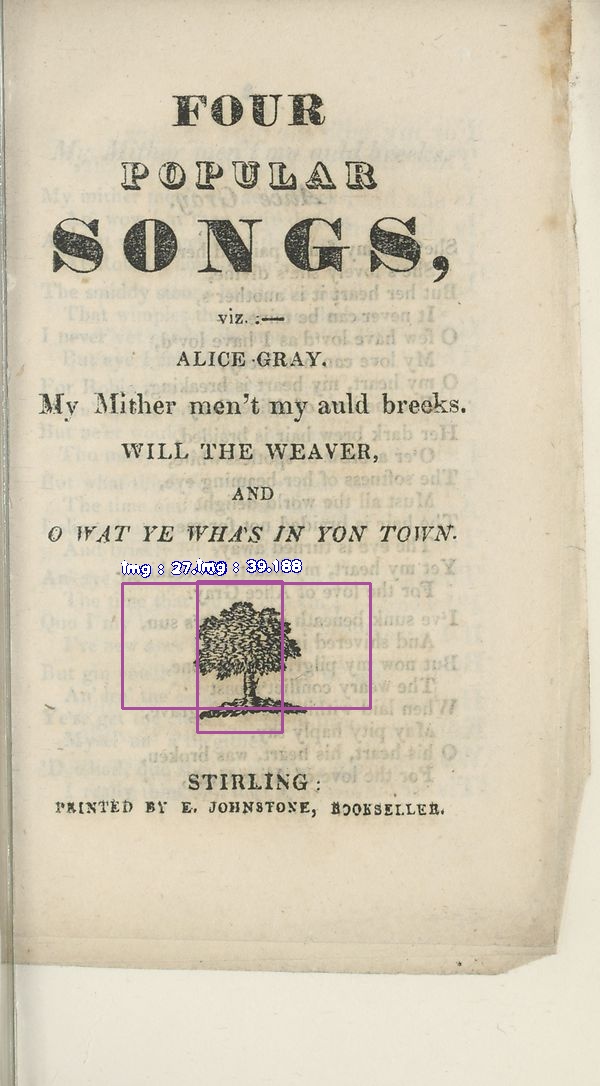 FOUR
POPULAR
SONGS,
viz. :—
ALICE GRAY.
My Mither men't my auld breeks.
WILL THE WEAVER,
AND
O WAT YE WHA'S IN YON TOWN.
img : 27.
img : 39.188
STIRLING:
PRINTED BY E. JOHNSTONE, BOOKSELLER.